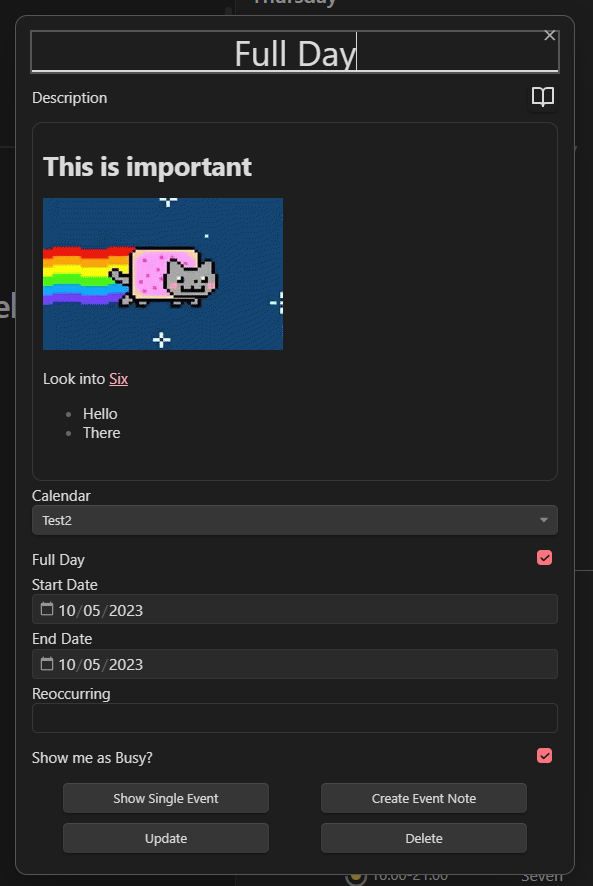 Thursday
Full Day
Description
This is important
Look into Six
Hello
There
Calendar
Test2
Full Day
Start Date
10/05/2023
End Date
10/05/2023
Reoccurring
Show me as Busy?
Show Single Event
Create Event Note
Update
Delete
16:00-21:00
Seven